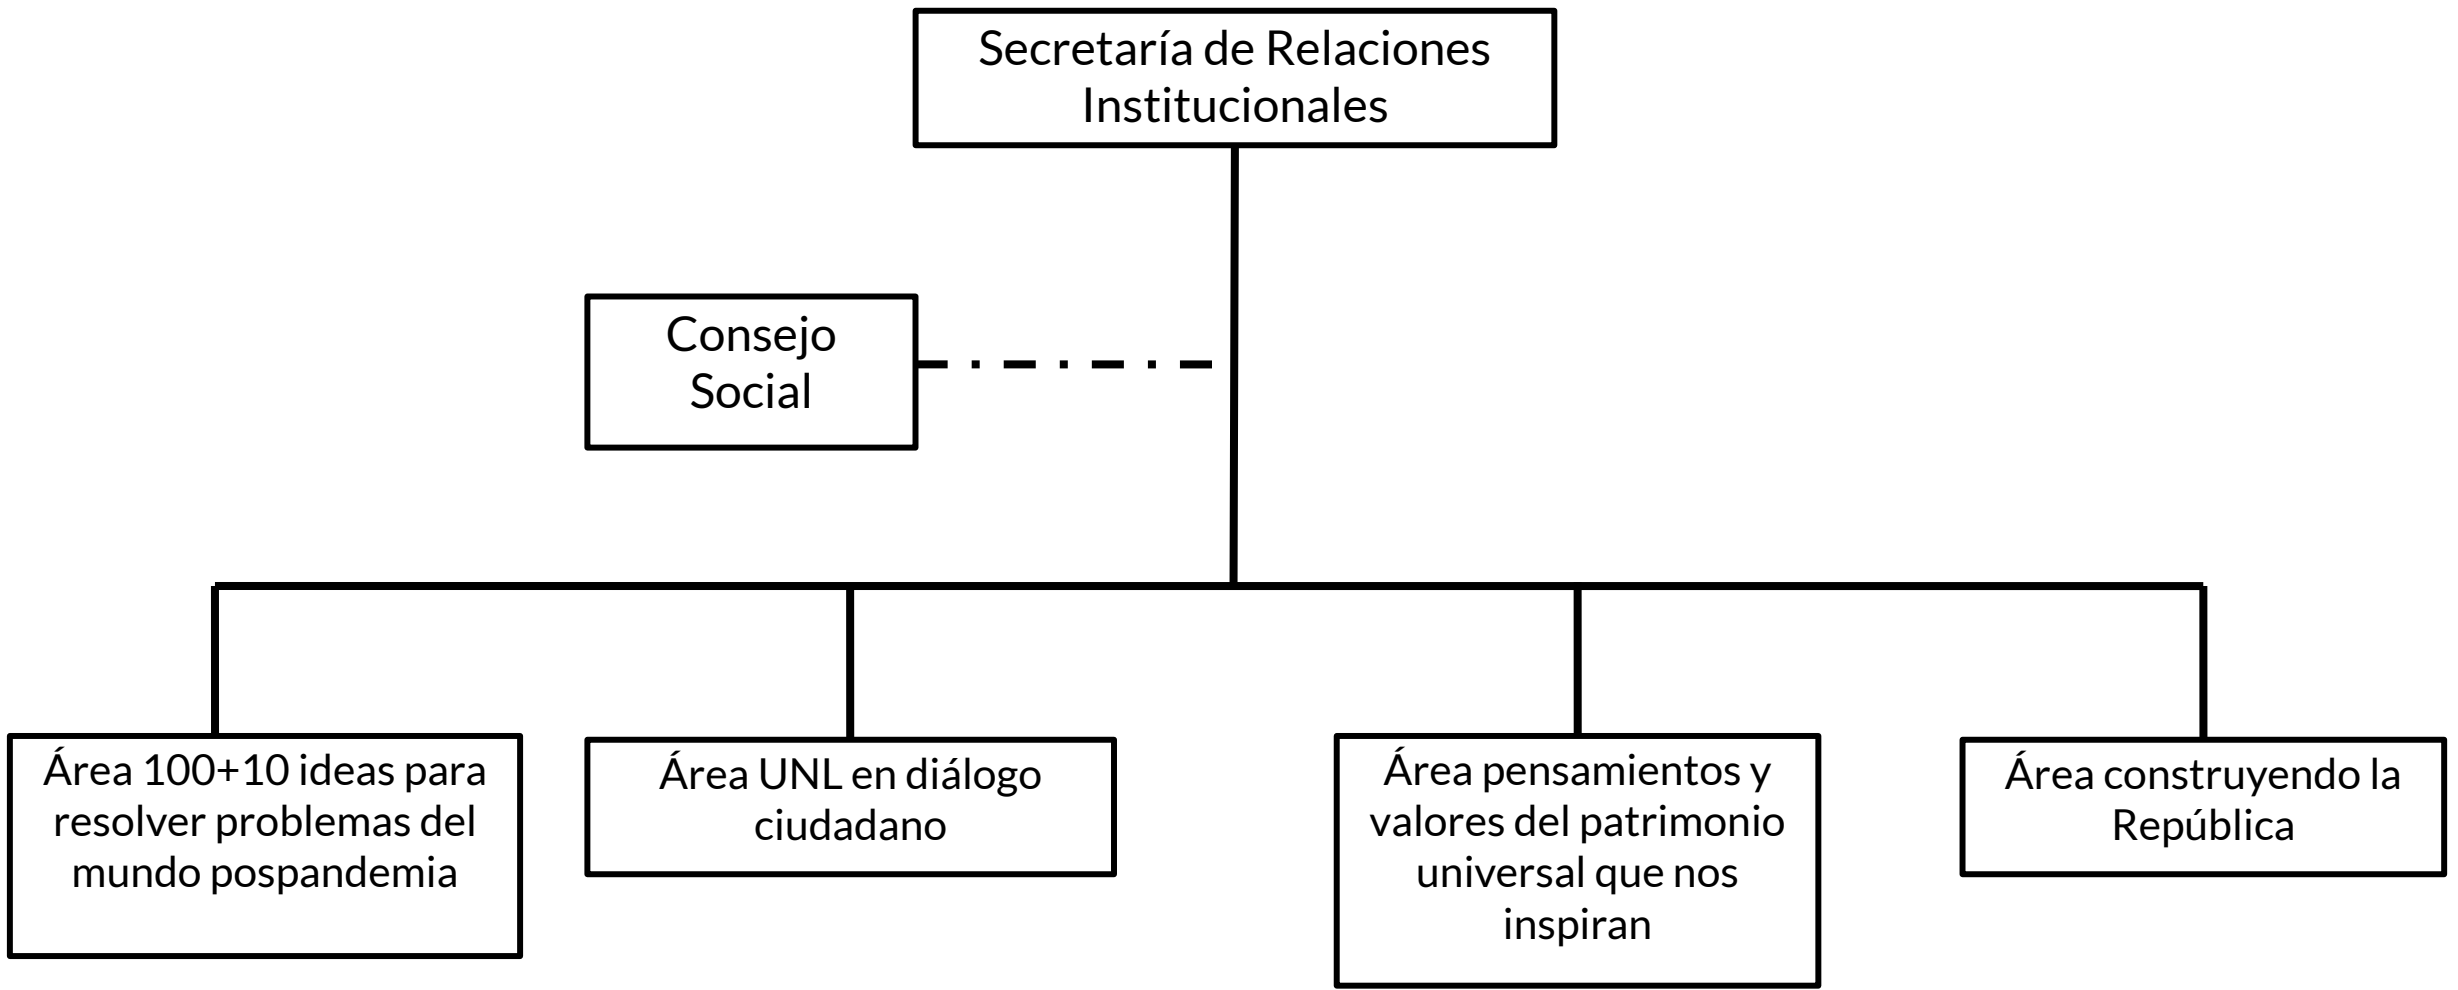 Secretaría de Relaciones
Institucionales
Consejo
Social
Área 100+10 ideas para
resolver problemas del
mundo pospandemia
Área UNL en diálogo
ciudadano
Área pensamientos y
valores del patrimonio
universal que nos
inspiran
Área construyendo la
República